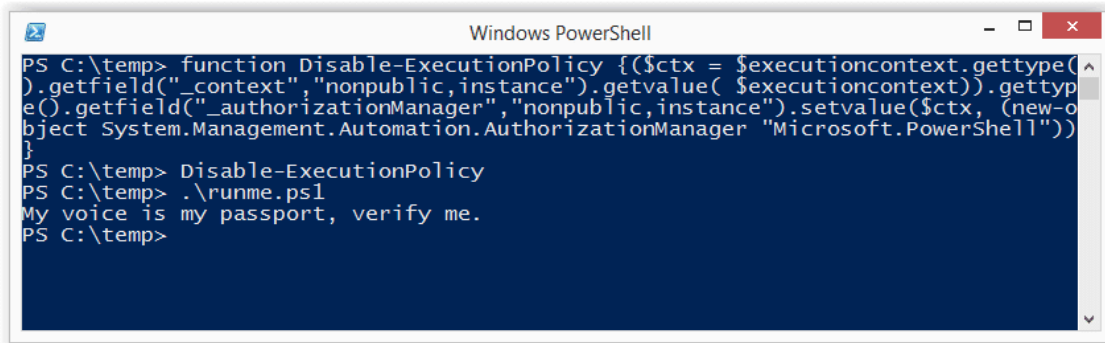 Windows PowerShell
PS C:\temp> function Disable-ExecutionPolicy {($ctx = $executioncontext.gettype(
).getfield("_context","nonpublic,instance").getvalue( $executioncontext)).gettyp
e().getfield("_authorizationManager","nonpublic,instance").setvalue($ctx, (new-o
bject System.Management.Automation.AuthorizationManager "Microsoft.PowerShell"))
}
PS C:\temp> Disable-ExecutionPolicy
PS C:\temp> .\runme.ps1
My voice is my passport, verify me.
PS C:\temp>